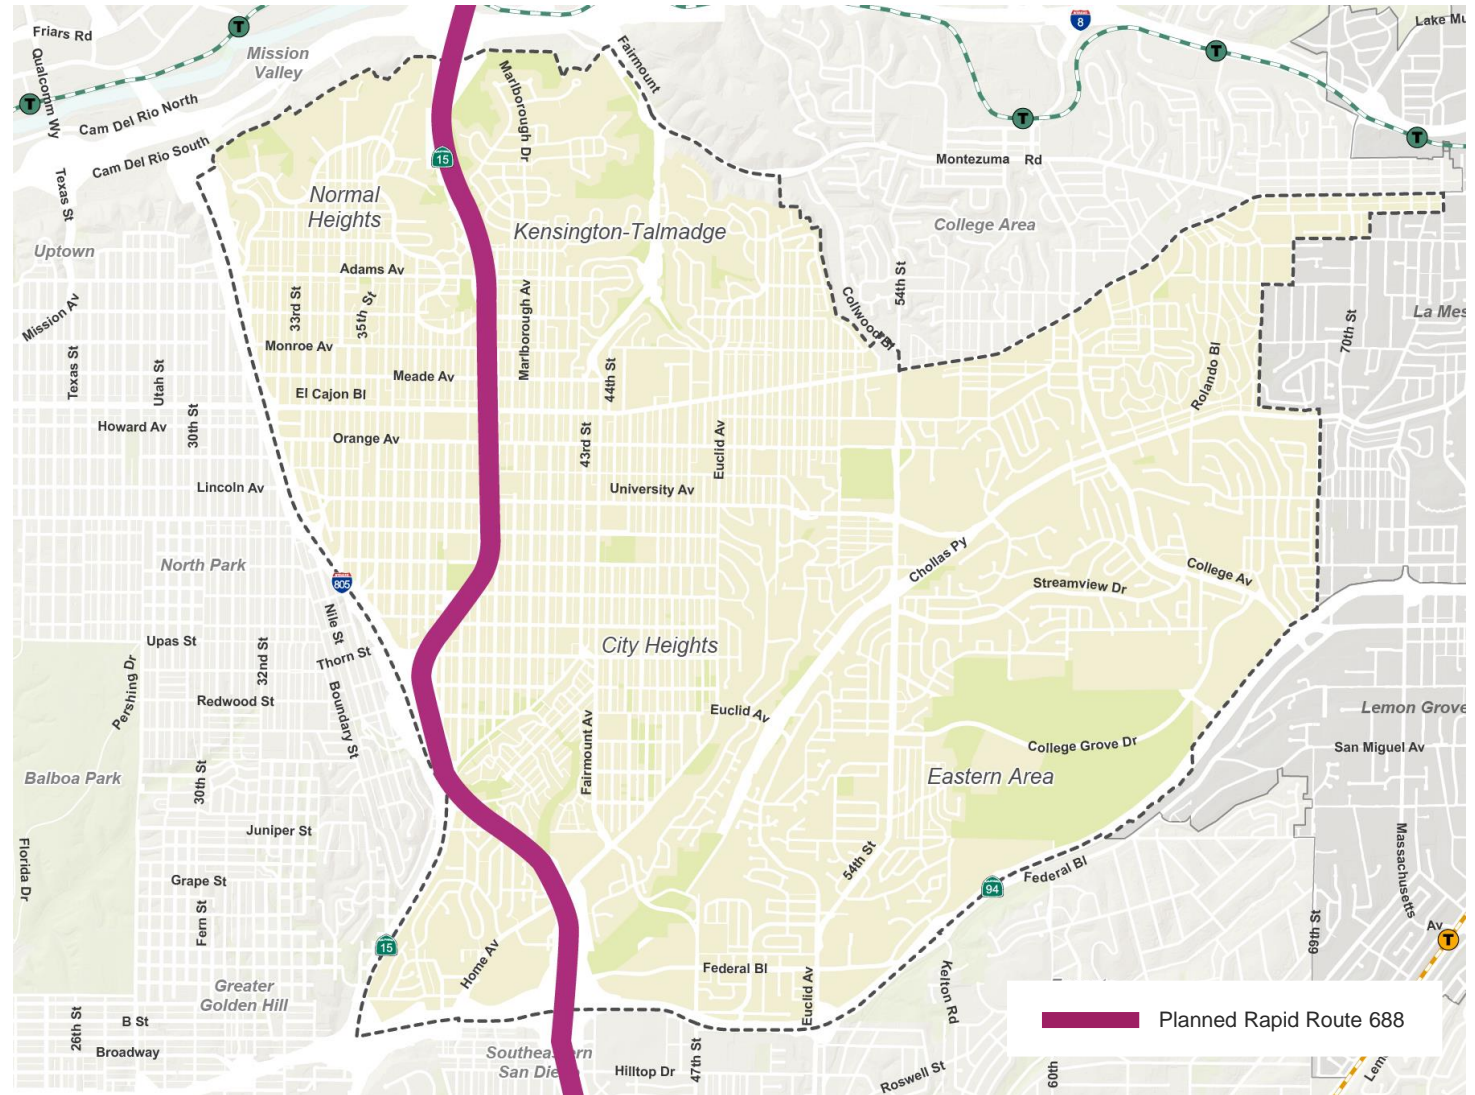 Friars Rd
Mission
Valley
Fairmount
8
Lake Mu
T
T
T
T
T
Qualcomm Wy
Cam Del Rio North
Cam Del Rio South
Marlborough Dr
15
Montezuma Rd
Texas St
Normal
Heights
Kensington-Talmadge
College Area
Uptown
Adams Av
54th St
33rd St
35th St
Marlborough Av
Collwood Bl
Mission Av
La Mes
70th St
Monroe Av
Texas St
Utah St
Meade Av
44th St
Rolando Bl
El Cajon Bl
30th St
Howard Av
Orange Av
43rd St
Euclid Av
Lincoln Av
University Av
North Park
805
Chollas Py
Streamview Dr
College Av
Nile St
Upas St
32nd St
Thorn St
City Heights
Pershing Dr
Redwood St
Boundary St
Euclid Av
Fairmount Av
Lemon Grove
College Grove Dr
San Miguel Av
Balboa Park
30th St
Eastern Area
Juniper St
Massachusetts
Av
Florida Dr
Grape St
54th St
Federal Bl
94
Fern St
15
69th St
T
Home Av
Federal Bl
Euclid Av
Kelton Rd
Greater
Golden Hill
26th St
B St
Broadway
Planned Rapid Route 688
Southea rn
San Die
Hilltop Dr
47th St
Roswell St
60th
Lem